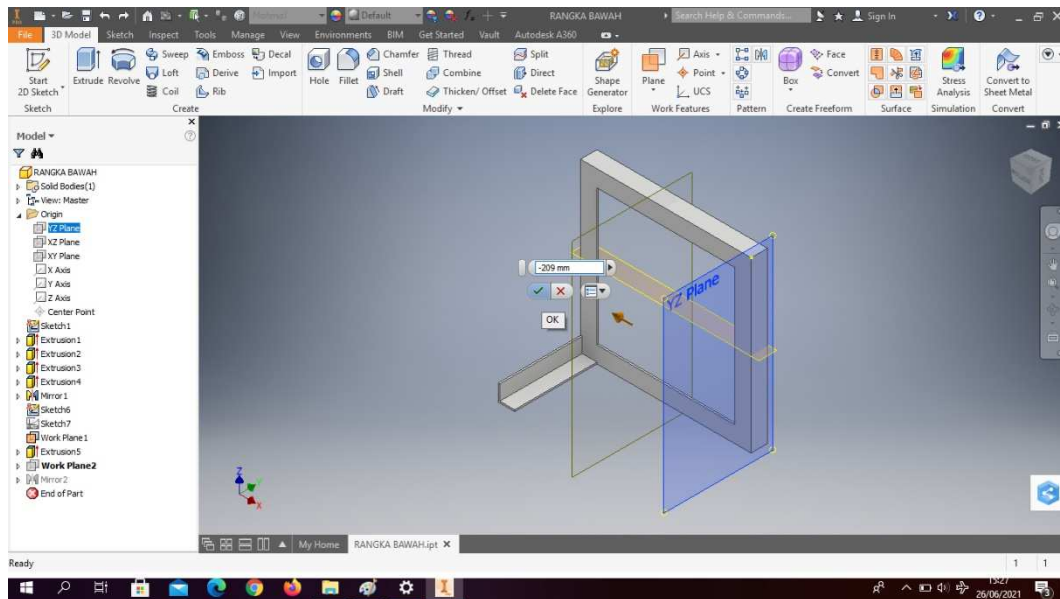 Material
Default
RANGKA BAWAH
Search Help & Commands...
Sign In
File 3D Model Sketch Inspect Tools Manage View Environments BIM Get Started Vault Autodesk A360
Start 2D Sketch
Extrude
Revolve
Sweep
Emboss
Decal
Loft
Derive
Import
Coil
Rib
Hole
Fillet
Chamfer
Thread
Shell
Combine
Draft
Thicken/ Offset
Split
Direct
Delete Face
Shape Generator
Plane
Axis
Point
UCS
Box
Face
Convert
Stress Analysis
Convert to Sheet Metal
Sketch
Create
Modify
Explore
Work Features
Pattern
Create Freeform
Surface
Simulation
Convert
Model
RANGKA BAWAH
Solid Bodies(1)
View: Master
Origin
YZ Plane
XZ Plane
XY Plane
X Axis
Y Axis
Z Axis
Center Point
Sketch1
Extrusion1
Extrusion2
Extrusion3
Extrusion4
Mirror1
Sketch6
Sketch7
Work Plane1
Extrusion5
Work Plane2
Mirror2
End of Part
-209 mm
OK
YZ Plane
Z
Y
X
My Home
RANGKA BAWAH.ipt
Ready
1 1
15:27
26/06/2021